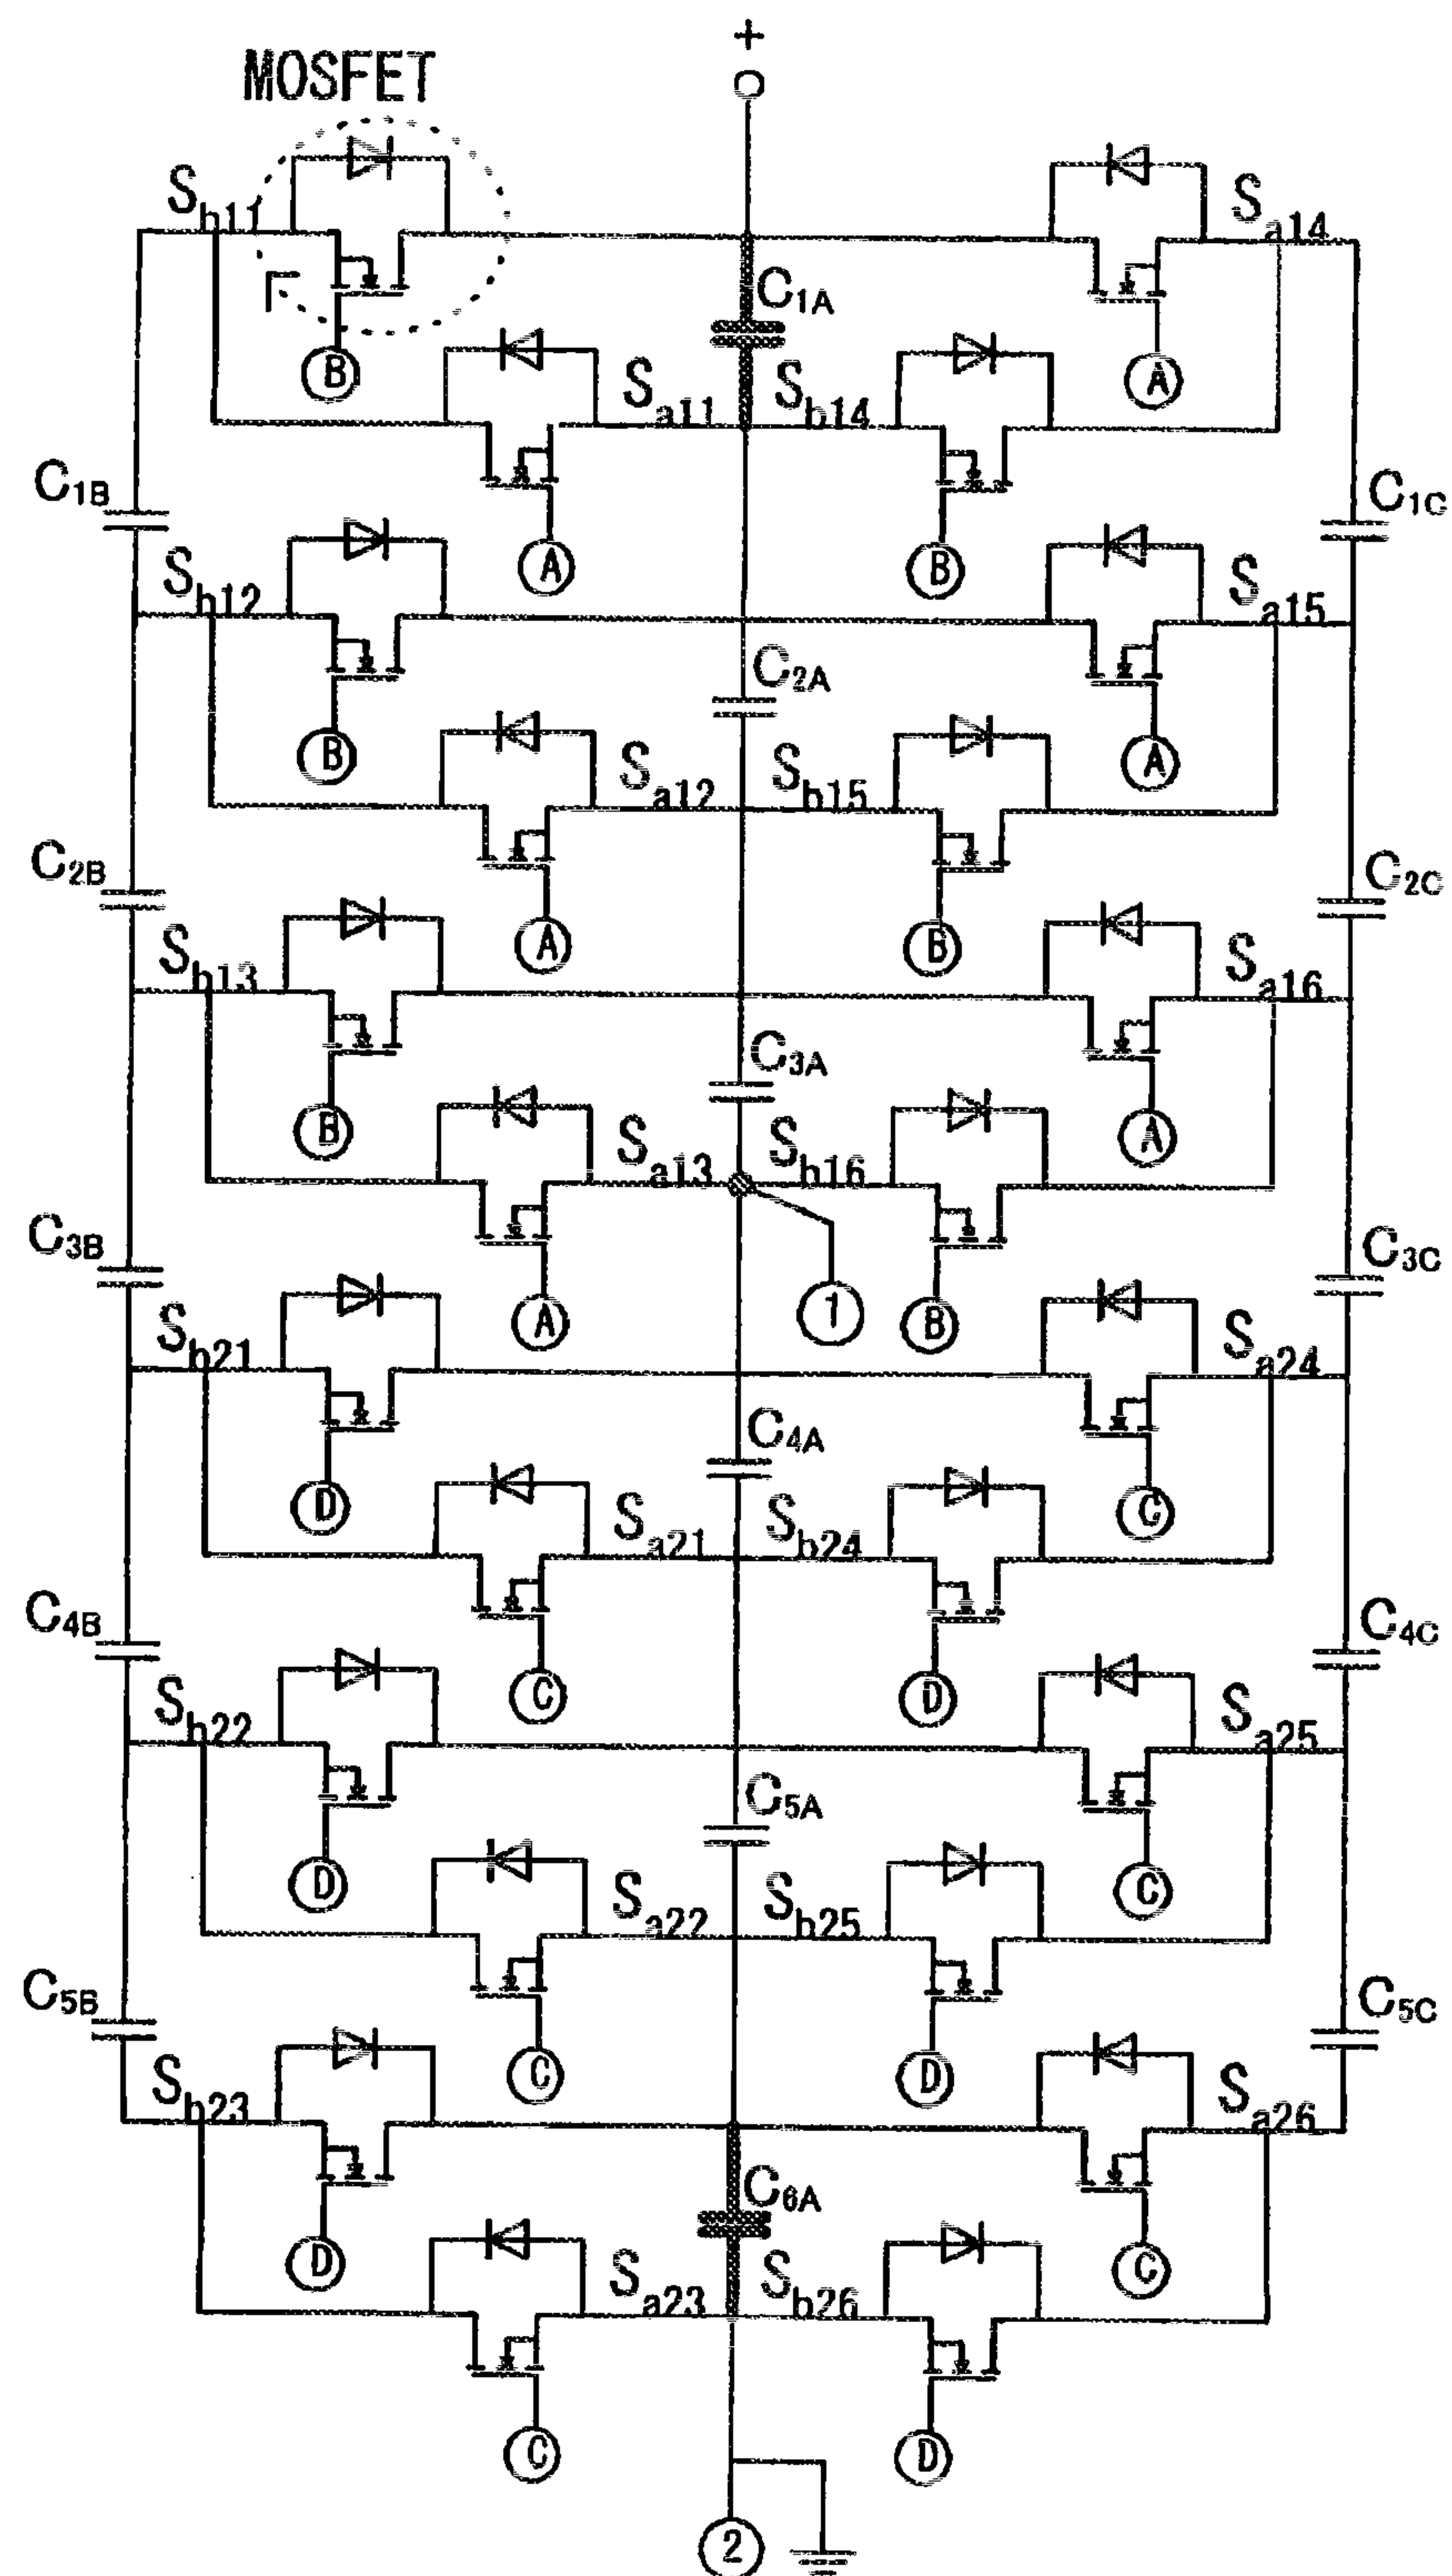 +
MOSFET
S_b11
S_a14
C_1A
B
A
S_a11
S_b14
C_1B
C_1C
A
B
S_b12
S_a15
C_2A
B
A
S_a12
S_b15
C_2B
C_2C
A
B
S_b13
S_a16
C_3A
B
A
S_a13
S_b16
C_3B
C_3C
A
1
B
S_b21
S_a24
C_4A
D
C
S_a21
S_b24
C_4B
C_4C
C
D
S_b22
S_a25
C_5A
D
C
S_a22
S_b25
C_5B
C_5C
C
D
S_b23
S_a26
C_6A
D
C
S_a23
S_b26
C
D
2